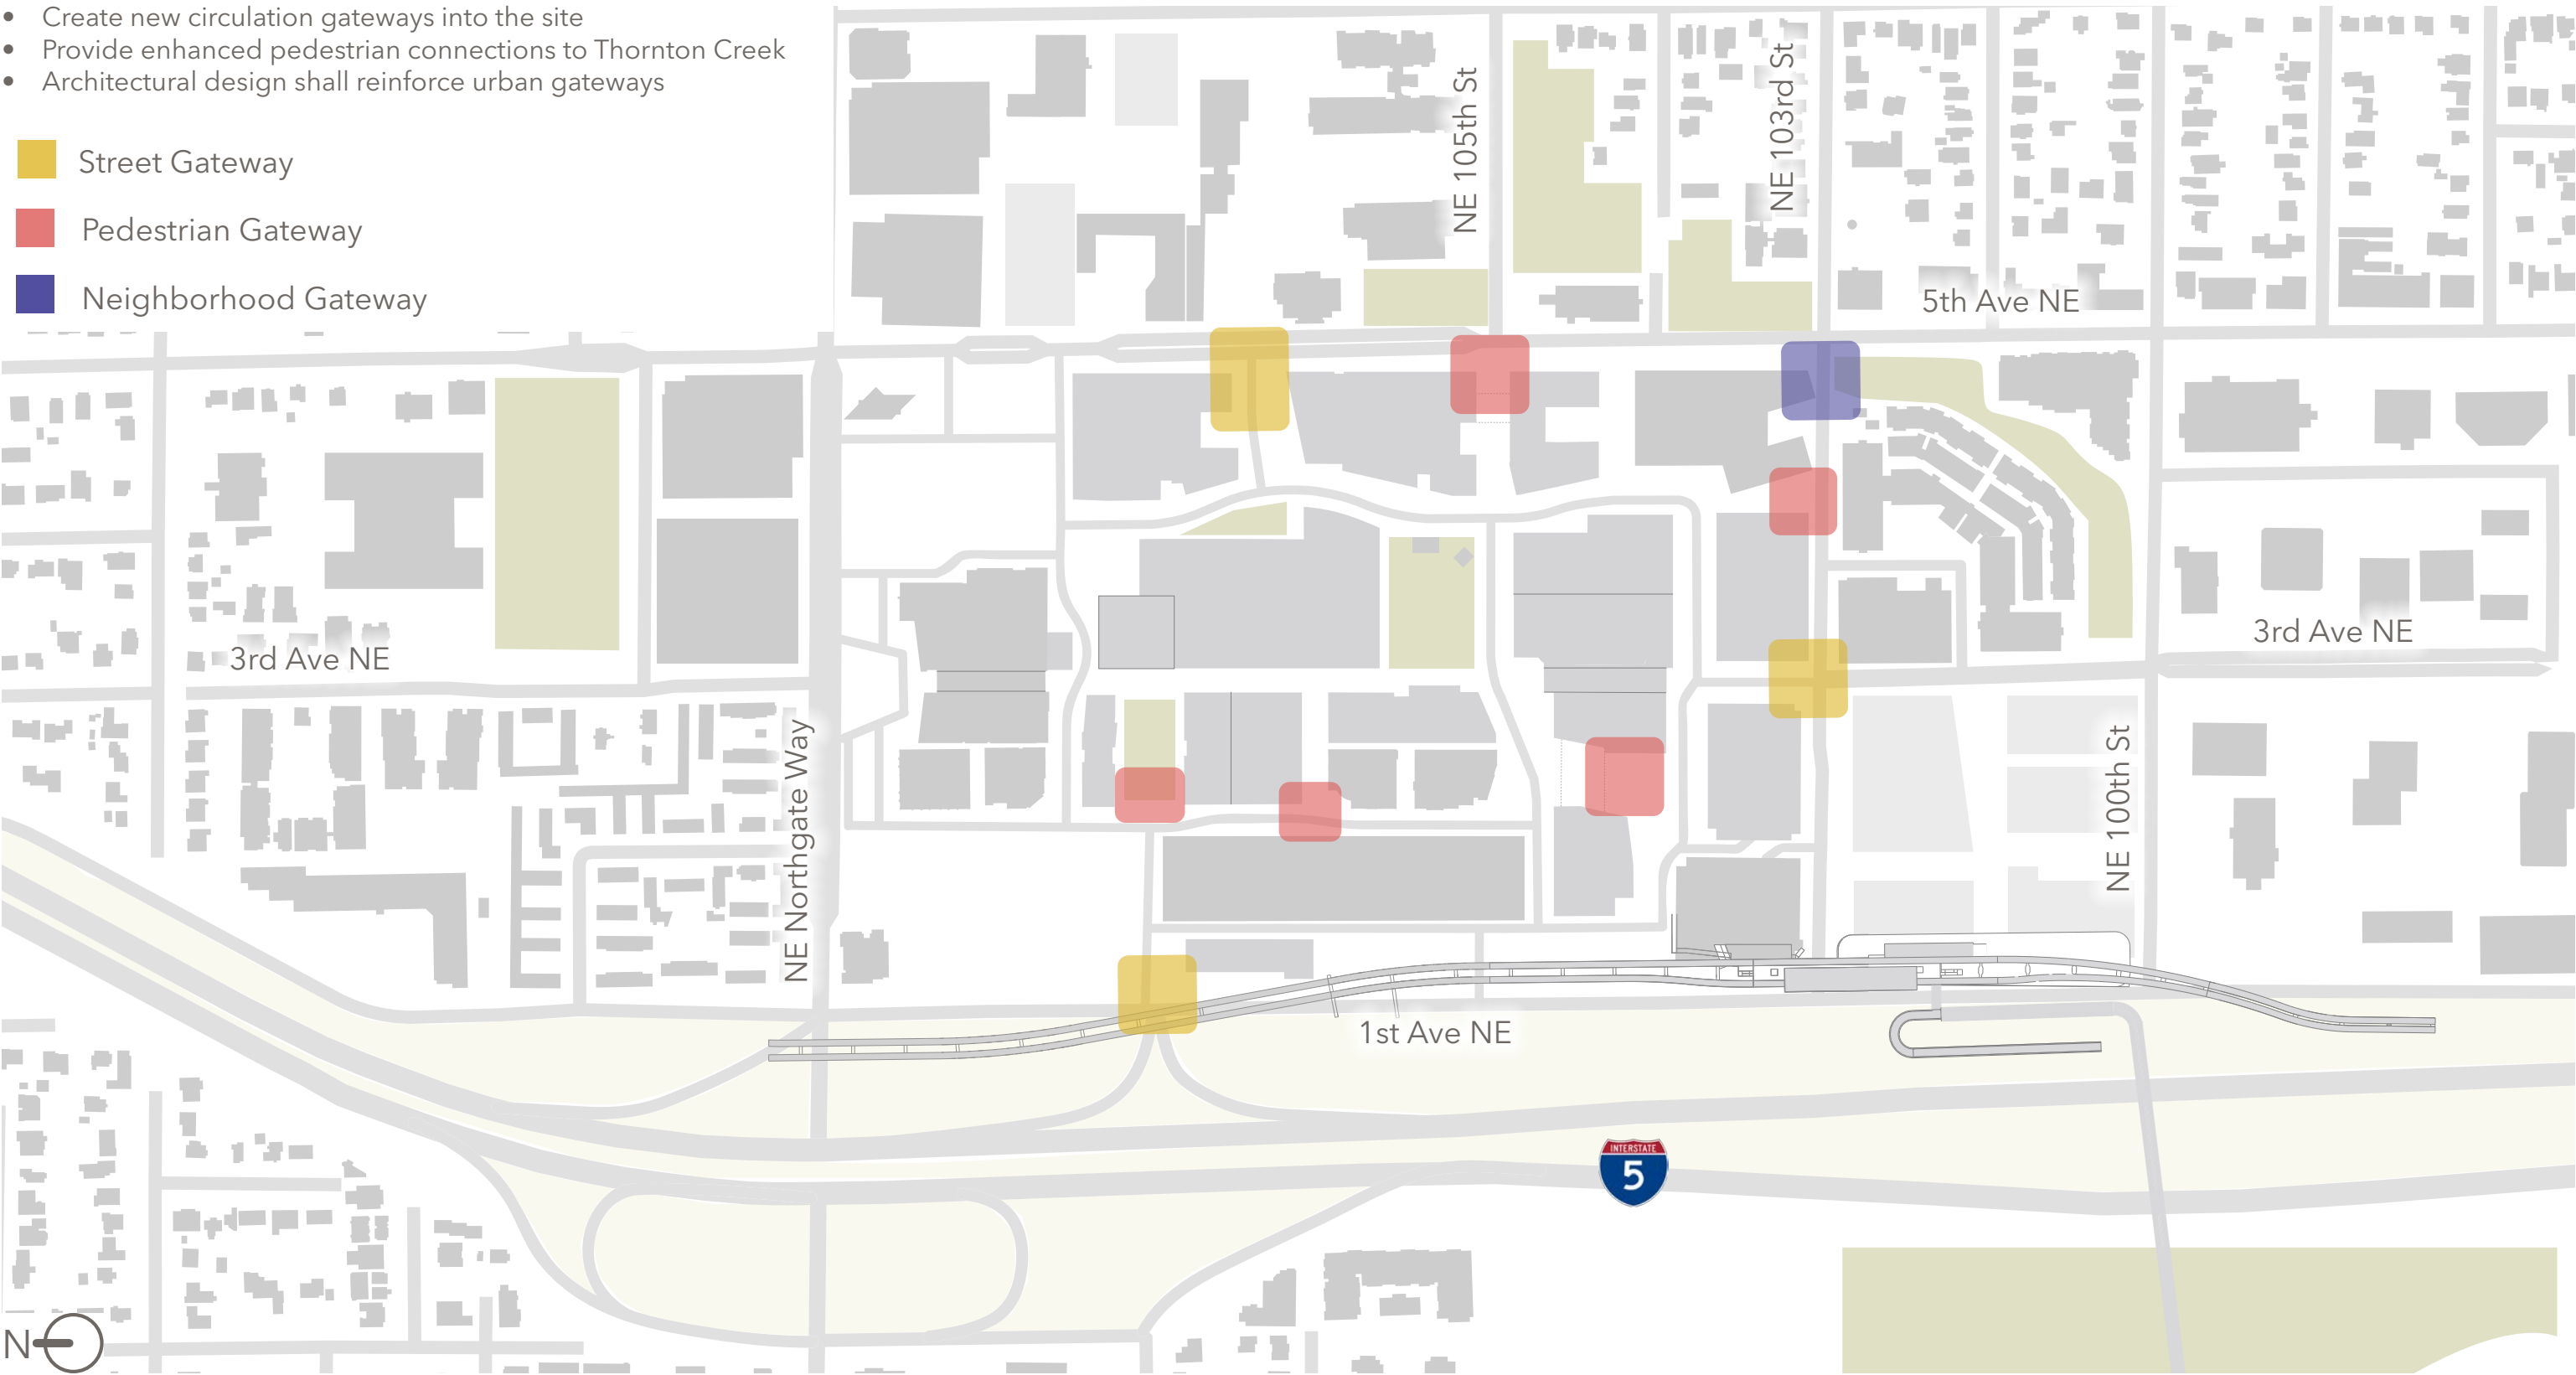 • Create new circulation gateways into the site
• Provide enhanced pedestrian connections to Thornton Creek
• Architectural design shall reinforce urban gateways
Street Gateway
Pedestrian Gateway
Neighborhood Gateway
NE 105th St
NE 103rd St
5th Ave NE
3rd Ave NE
3rd Ave NE
NE Northgate Way
NE 100th St
1st Ave NE
INTERSTATE
5
N